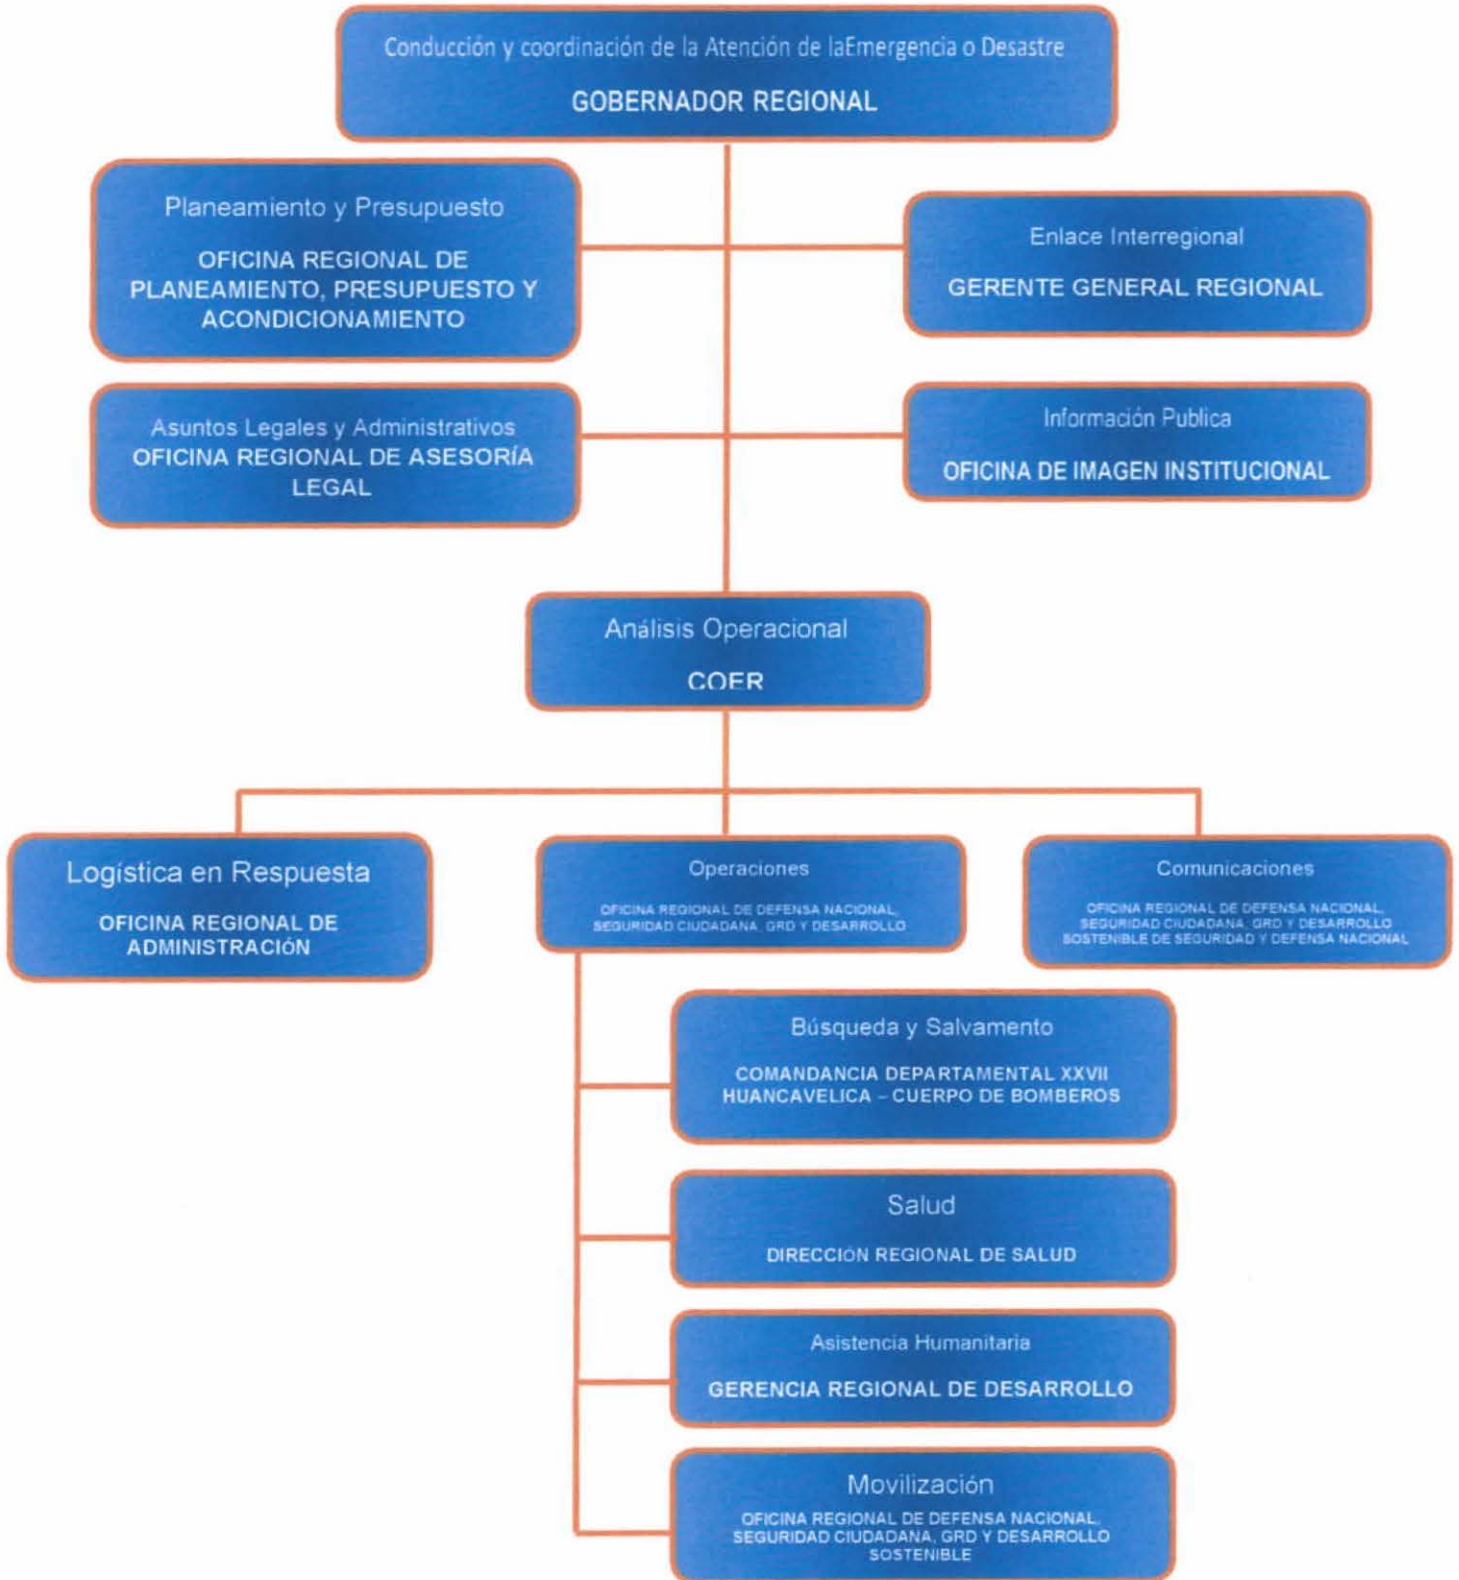 Conducción y coordinación de la Atención de laEmergencia o Desastre
GOBERNADOR REGIONAL
Planeamiento y Presupuesto
OFICINA REGIONAL DE
PLANEAMIENTO, PRESUPUESTO Y
ACONDICIONAMIENTO
Enlace Interregional
GERENTE GENERAL REGIONAL
Asuntos Legales y Administrativos
OFICINA REGIONAL DE ASESORÍA
LEGAL
Información Publica
OFICINA DE IMAGEN INSTITUCIONAL
Análisis Operacional
COER
Logística en Respuesta
OFICINA REGIONAL DE
ADMINISTRACIÓN
Operaciones
OFICINA REGIONAL DE DEFENSA NACIONAL,
SEGURIDAD CIUDADANA, GRD Y DESARROLLO
Comunicaciones
OFICINA REGIONAL DE DEFENSA NACIONAL,
SEGURIDAD CIUDADANA, GRD Y DESARROLLO
SOSTENIBLE DE SEGURIDAD Y DEFENSA NACIONAL
Búsqueda y Salvamento
COMANDANCIA DEPARTAMENTAL XXVII
HUANCAVELICA – CUERPO DE BOMBEROS
Salud
DIRECCIÓN REGIONAL DE SALUD
Asistencia Humanitaria
GERENCIA REGIONAL DE DESARROLLO
Movilización
OFICINA REGIONAL DE DEFENSA NACIONAL,
SEGURIDAD CIUDADANA, GRD Y DESARROLLO
SOSTENIBLE